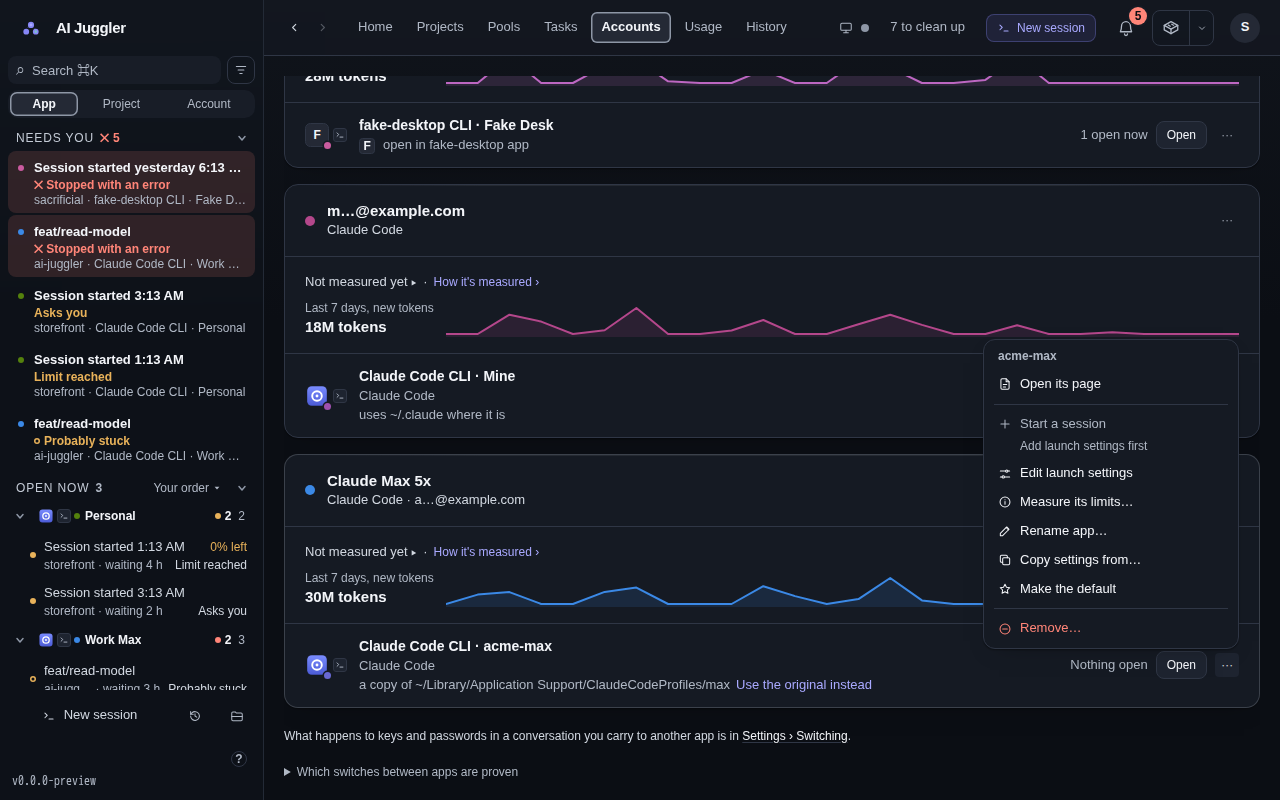 AI Juggler
Search ⌘K
App
Project
Account
NEEDS YOU 5
Session started yesterday 6:13 …
Stopped with an error
sacrificial · fake-desktop CLI · Fake D…
feat/read-model
Stopped with an error
ai-juggler · Claude Code CLI · Work …
Session started 3:13 AM
Asks you
storefront · Claude Code CLI · Personal
Session started 1:13 AM
Limit reached
storefront · Claude Code CLI · Personal
feat/read-model
Probably stuck
ai-juggler · Claude Code CLI · Work …
OPEN NOW 3
Your order
Personal 2 2
Session started 1:13 AM 0% left
storefront · waiting 4 h Limit reached
Session started 3:13 AM
storefront · waiting 2 h Asks you
Work Max 2 3
feat/read-model
ai-jugg… · waiting 3 h Probably stuck
New session
?
v0.0.0-preview
Home
Projects
Pools
Tasks
Accounts
Usage
History
7 to clean up
New session
5
S
28M tokens
F
fake-desktop CLI · Fake Desk
F open in fake-desktop app
1 open now
Open
…
m…@example.com
Claude Code
…
Not measured yet ▸ · How it's measured ›
Last 7 days, new tokens
18M tokens
Claude Code CLI · Mine
Claude Code
uses ~/.claude where it is
Claude Max 5x
Claude Code · a…@example.com
Not measured yet ▸ · How it's measured ›
Last 7 days, new tokens
30M tokens
Claude Code CLI · acme-max
Claude Code
a copy of ~/Library/Application Support/ClaudeCodeProfiles/max Use the original instead
Nothing open
Open
…
acme-max
Open its page
Start a session
Add launch settings first
Edit launch settings
Measure its limits…
Rename app…
Copy settings from…
Make the default
Remove…
What happens to keys and passwords in a conversation you carry to another app is in Settings › Switching.
▶ Which switches between apps are proven